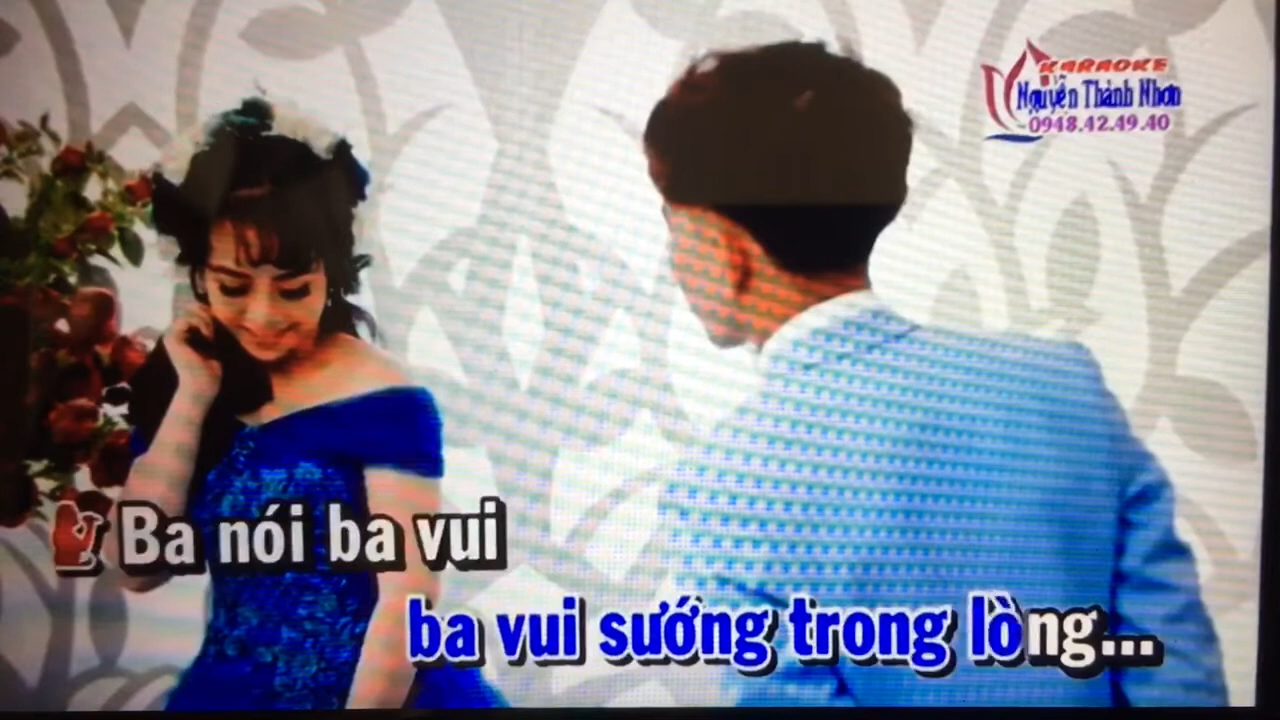 KARAOKE
Nguyễn Thành Nhơn
0948.42.49.40
Ba nói ba vui
ba vui sướng trong lòng...